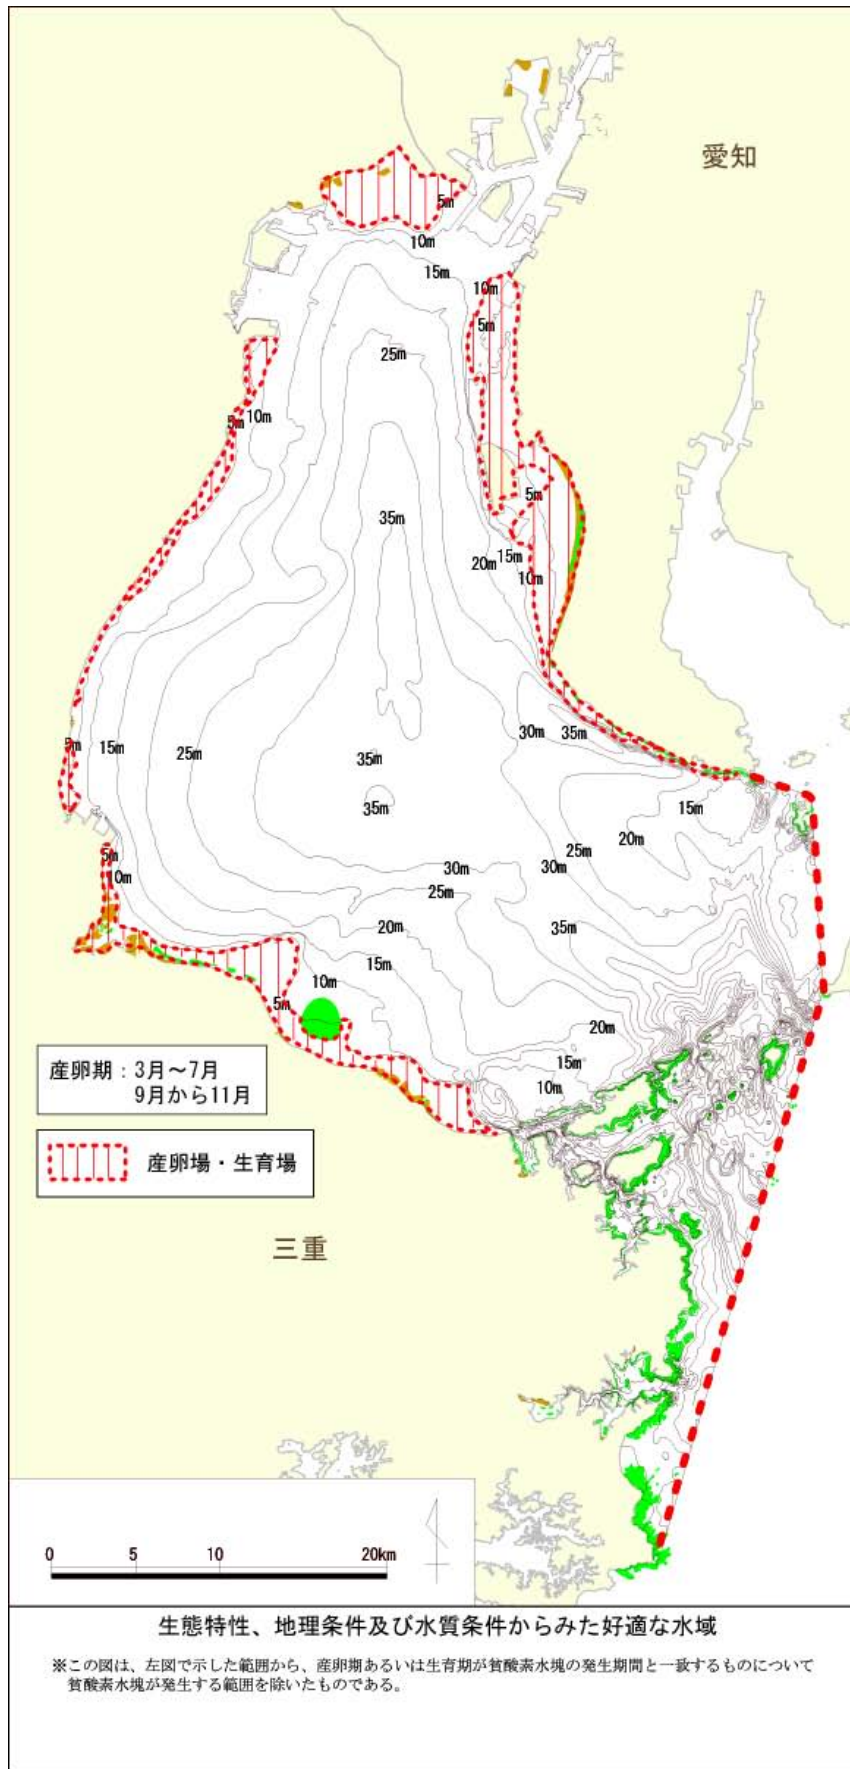 愛知
5m
10m
15m
10m
5m
25m
10m
5m
5m
35m
15m
20m
10m
30m
35m
5m
15m
25m
35m
15m
35m
20m
25m
5m
10m
30m
30m
25m
20m
35m
15m
10m
5m
20m
15m
10m
産卵期：3月～7月
9月から11月
産卵場・生育場
三重
0 5 10 20km
生態特性、地理条件及び水質条件からみた好適な水域
※この図は、左図で示した範囲から、産卵期あるいは生育期が貧酸素水塊の発生期間と一致するものについて
貧酸素水塊が発生する範囲を除いたものである。